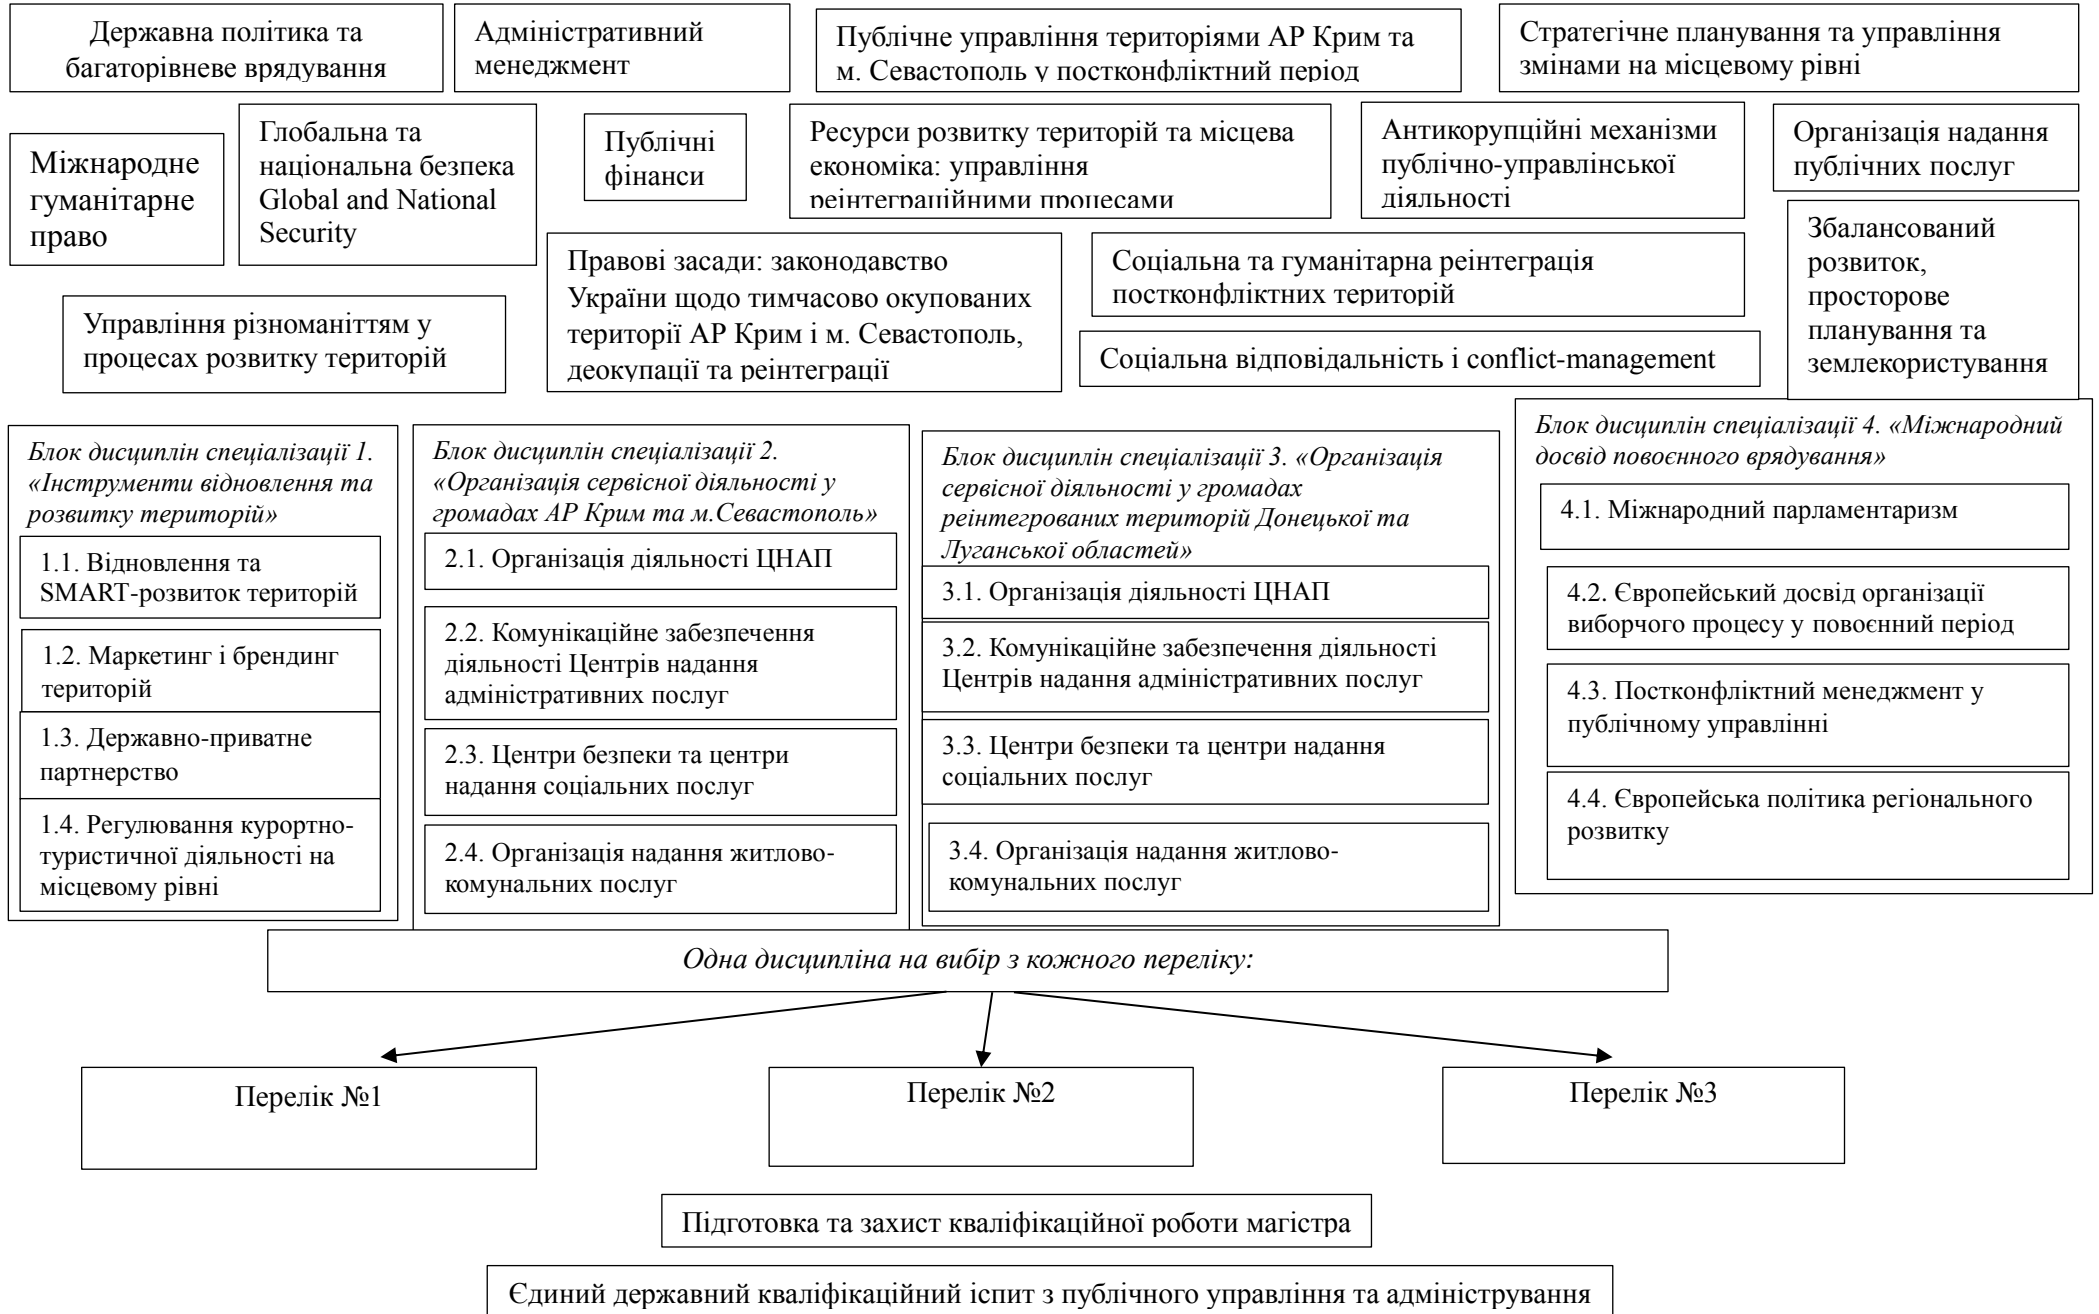 Державна політика та
багаторівневе врядування
Адміністративний
менеджмент
Публічне управління територіями АР Крим та
м. Севастополь у постконфліктний період
Стратегічне планування та управління
змінами на місцевому рівні
Міжнародне
гуманітарне
право
Глобальна та
національна безпека
Global and National
Security
Публічні
фінанси
Ресурси розвитку територій та місцева
економіка: управління
реінтеграційними процесами
Антикорупційні механізми
публічно-управлінської
діяльності
Організація надання
публічних послуг
Управління різноманіттям у
процесах розвитку територій
Правові засади: законодавство
України щодо тимчасово окупованих
території АР Крим і м. Севастополь,
деокупації та реінтеграції
Соціальна та гуманітарна реінтеграція
постконфліктних територій
Соціальна відповідальність і conflict-management
Збалансований
розвиток,
просторове
планування та
землекористування
Блок дисциплін спеціалізації 1.
«Інструменти відновлення та
розвитку територій»
1.1. Відновлення та
SMART-розвиток територій
1.2. Маркетинг і брендинг
територій
1.3. Державно-приватне
партнерство
1.4. Регулювання курортно-
туристичної діяльності на
місцевому рівні
Блок дисциплін спеціалізації 2.
«Організація сервісної діяльності у
громадах АР Крим та м.Севастополь»
2.1. Організація діяльності ЦНАП
2.2. Комунікаційне забезпечення
діяльності Центрів надання
адміністративних послуг
2.3. Центри безпеки та центри
надання соціальних послуг
2.4. Організація надання житлово-
комунальних послуг
Блок дисциплін спеціалізації 3. «Організація
сервісної діяльності у громадах
реінтегрованих територій Донецької та
Луганської областей»
3.1. Організація діяльності ЦНАП
3.2. Комунікаційне забезпечення діяльності
Центрів надання адміністративних послуг
3.3. Центри безпеки та центри надання
соціальних послуг
3.4. Організація надання житлово-
комунальних послуг
Блок дисциплін спеціалізації 4. «Міжнародний
досвід повоєнного врядування»
4.1. Міжнародний парламентаризм
4.2. Європейський досвід організації
виборчого процесу у повоєнний період
4.3. Постконфліктний менеджмент у
публічному управлінні
4.4. Європейська політика регіонального
розвитку
Одна дисципліна на вибір з кожного переліку:
Перелік №1
Перелік №2
Перелік №3
Підготовка та захист кваліфікаційної роботи магістра
Єдиний державний кваліфікаційний іспит з публічного управління та адміністрування